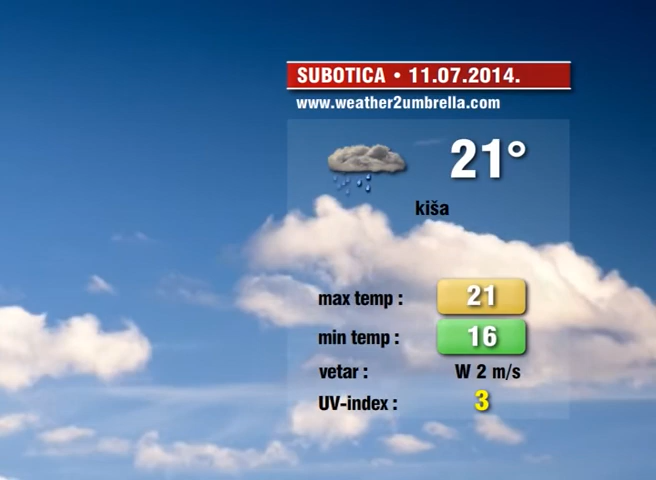 SUBOTICA • 11.07.2014.
www.weather2umbrella.com
21°
kiša
max temp : 21
min temp : 16
vetar : W 2 m/s
UV-index : 3